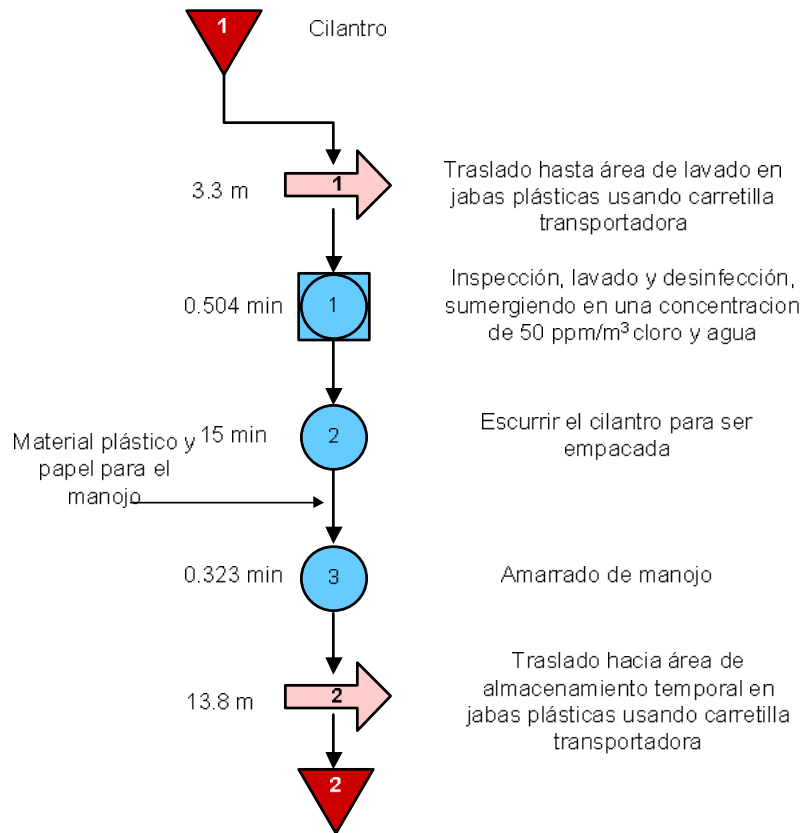 1
Cilantro
3.3 m
1
Traslado hasta área de lavado en
jabas plásticas usando carretilla
transportadora
0.504 min
1
Inspección, lavado y desinfección,
sumergiendo en una concentracion
de 50 ppm/m³ cloro y agua
15 min
2
Escurrir el cilantro para ser
empacada
Material plástico y
papel para el
manojo
0.323 min
3
Amarrado de manojo
13.8 m
2
Traslado hacia área de
almacenamiento temporal en
jabas plásticas usando carretilla
transportadora
2